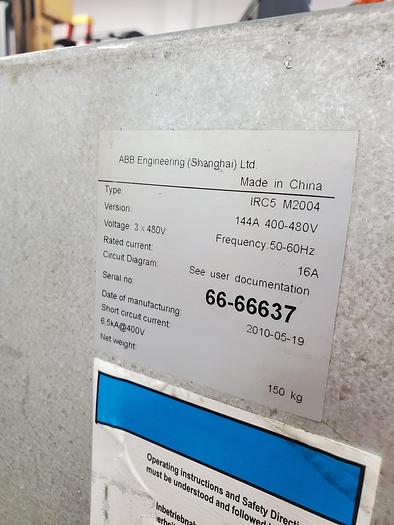 ABB Engineering (Shanghai) Ltd.
Made in China
Type: IRC5 M2004
Version: 144A 400-480V
Voltage: 3 x 480V Frequency: 50-60Hz
Rated current: 16A
Circuit Diagram: See user documentation
Serial no: 66-66637
Date of manufacturing: 2010-05-19
Short circuit current:
6,5kA@400V
Net weight: 150 kg
Operating instructions and Safety
must be understood and followed